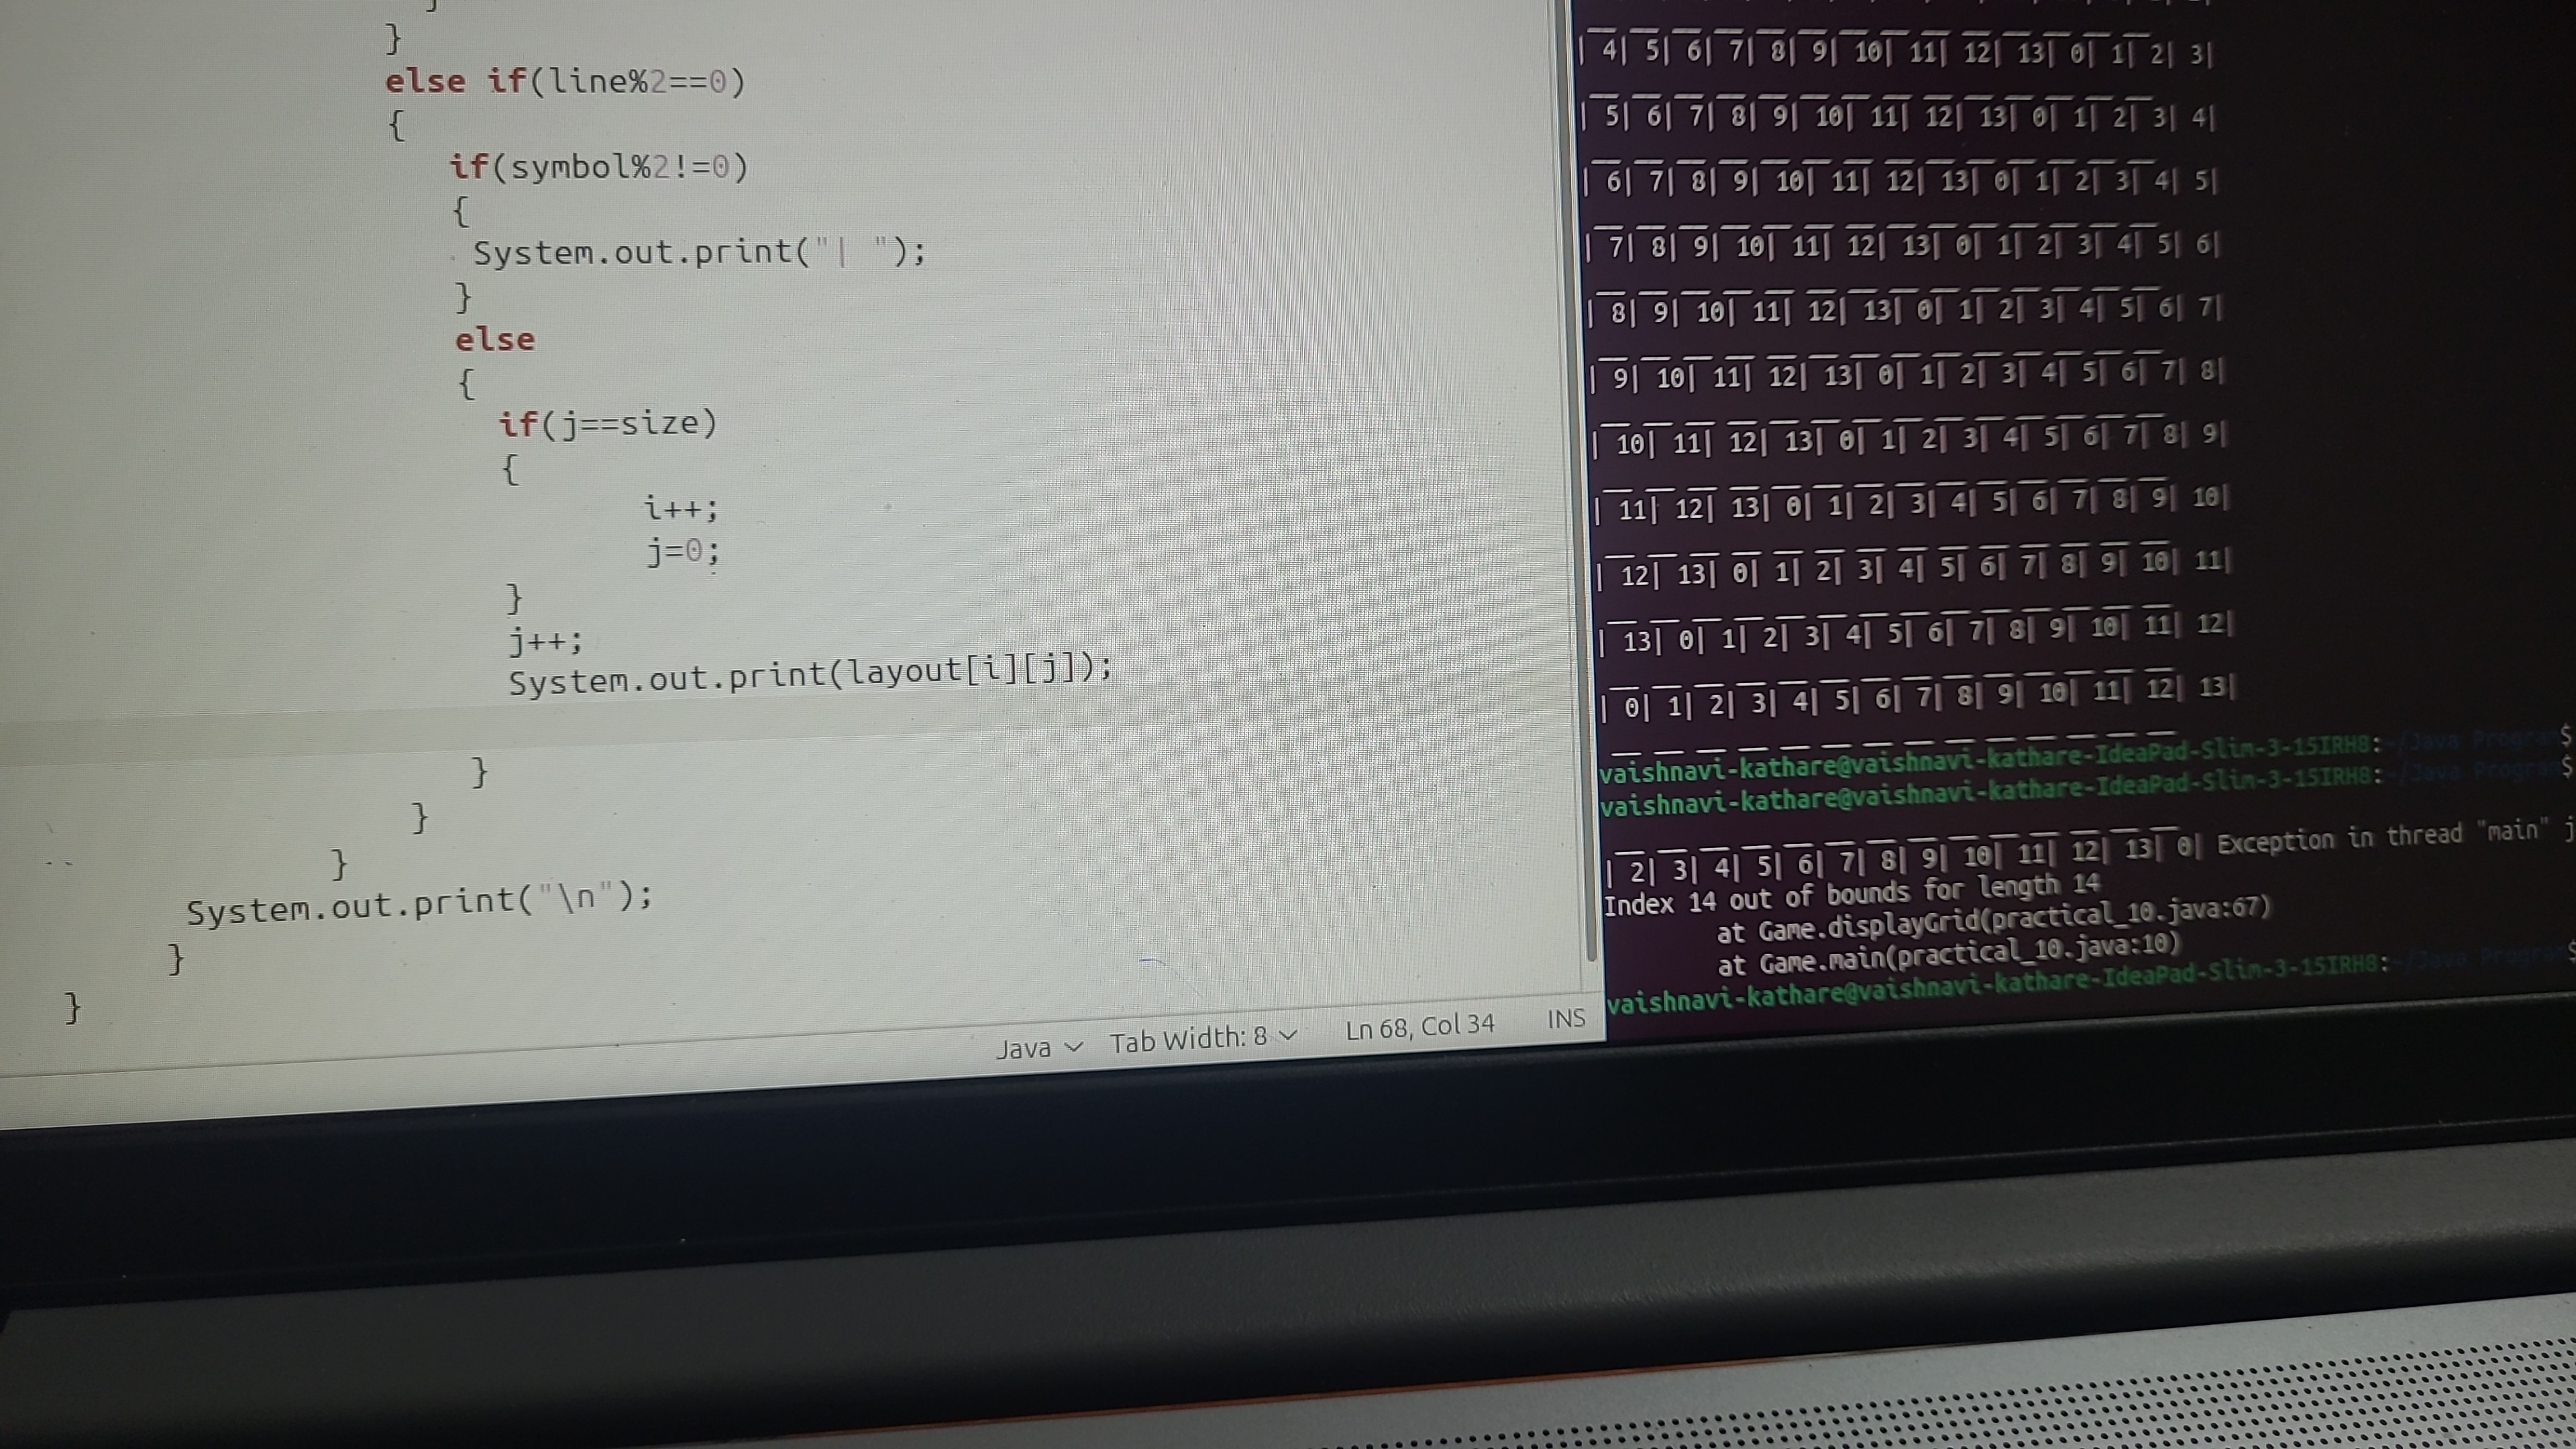 }
else if(line%2==0)
{
if(symbol%2!=0)
{
System.out.print("| ");
}
else
{
if(j==size)
{
i++;
j=0;
}
j++;
System.out.print(layout[i][j]);
}
}
}
System.out.print("\n");
}
}
Java Tab Width: 8 Ln 68, Col 34 INS
| 4| 5| 6| 7| 8| 9| 10| 11| 12| 13| 0| 1| 2| 3|
| 5| 6| 7| 8| 9| 10| 11| 12| 13| 0| 1| 2| 3| 4|
| 6| 7| 8| 9| 10| 11| 12| 13| 0| 1| 2| 3| 4| 5|
| 7| 8| 9| 10| 11| 12| 13| 0| 1| 2| 3| 4| 5| 6|
| 8| 9| 10| 11| 12| 13| 0| 1| 2| 3| 4| 5| 6| 7|
| 9| 10| 11| 12| 13| 0| 1| 2| 3| 4| 5| 6| 7| 8|
| 10| 11| 12| 13| 0| 1| 2| 3| 4| 5| 6| 7| 8| 9|
| 11| 12| 13| 0| 1| 2| 3| 4| 5| 6| 7| 8| 9| 10|
| 12| 13| 0| 1| 2| 3| 4| 5| 6| 7| 8| 9| 10| 11|
| 13| 0| 1| 2| 3| 4| 5| 6| 7| 8| 9| 10| 11| 12|
| 0| 1| 2| 3| 4| 5| 6| 7| 8| 9| 10| 11| 12| 13|
vaishnavi-kathare@vaishnavi-kathare-IdeaPad-Slim-3-15IRH8:~/Java Program$
vaishnavi-kathare@vaishnavi-kathare-IdeaPad-Slim-3-15IRH8:~/Java Program$
| 2| 3| 4| 5| 6| 7| 8| 9| 10| 11| 12| 13| 0| Exception in thread "main" j
Index 14 out of bounds for length 14
at Game.displayGrid(practical_10.java:67)
at Game.main(practical_10.java:10)
vaishnavi-kathare@vaishnavi-kathare-IdeaPad-Slim-3-15IRH8:~/Java Program$